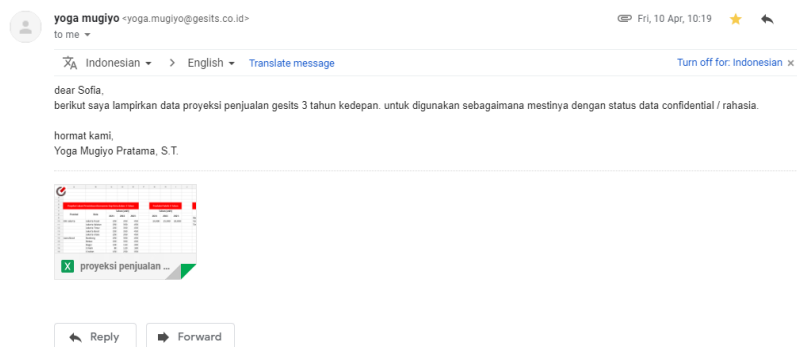 yoga mugiyo <yoga.mugiyo@gesits.co.id>
Fri, 10 Apr, 10:19
to me
Indonesian > English Translate message
Turn off for: Indonesian ×
dear Sofia,
berikut saya lampirkan data proyeksi penjualan gesits 3 tahun kedepan. untuk digunakan sebagaimana mestinya dengan status data confidential / rahasia.
hormat kami,
Yoga Mugiyo Pratama, S.T.
X proyeksi penjualan ...
Reply Forward